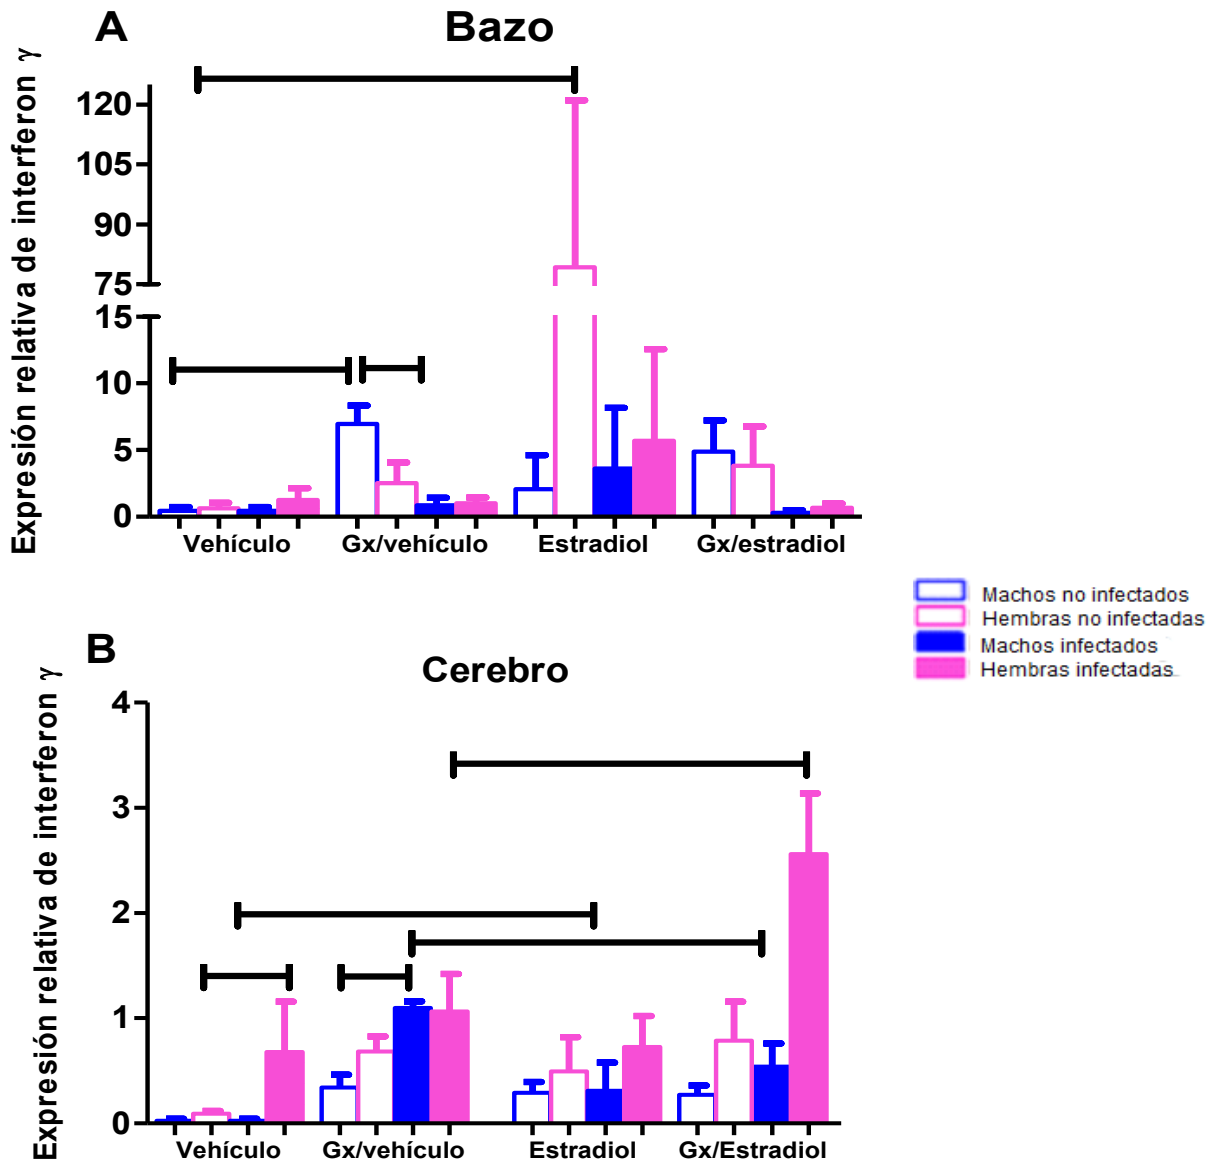 A
Bazo
Expresión relativa de interferon γ
120
105
90
75
15
10
5
0
Vehículo Gx/vehículo Estradiol Gx/estradiol
Machos no infectados
Hembras no infectadas
Machos infectados
Hembras infectadas
B
Cerebro
Expresión relativa de interferon γ
4
3
2
1
0
Vehículo Gx/vehículo Estradiol Gx/Estradiol